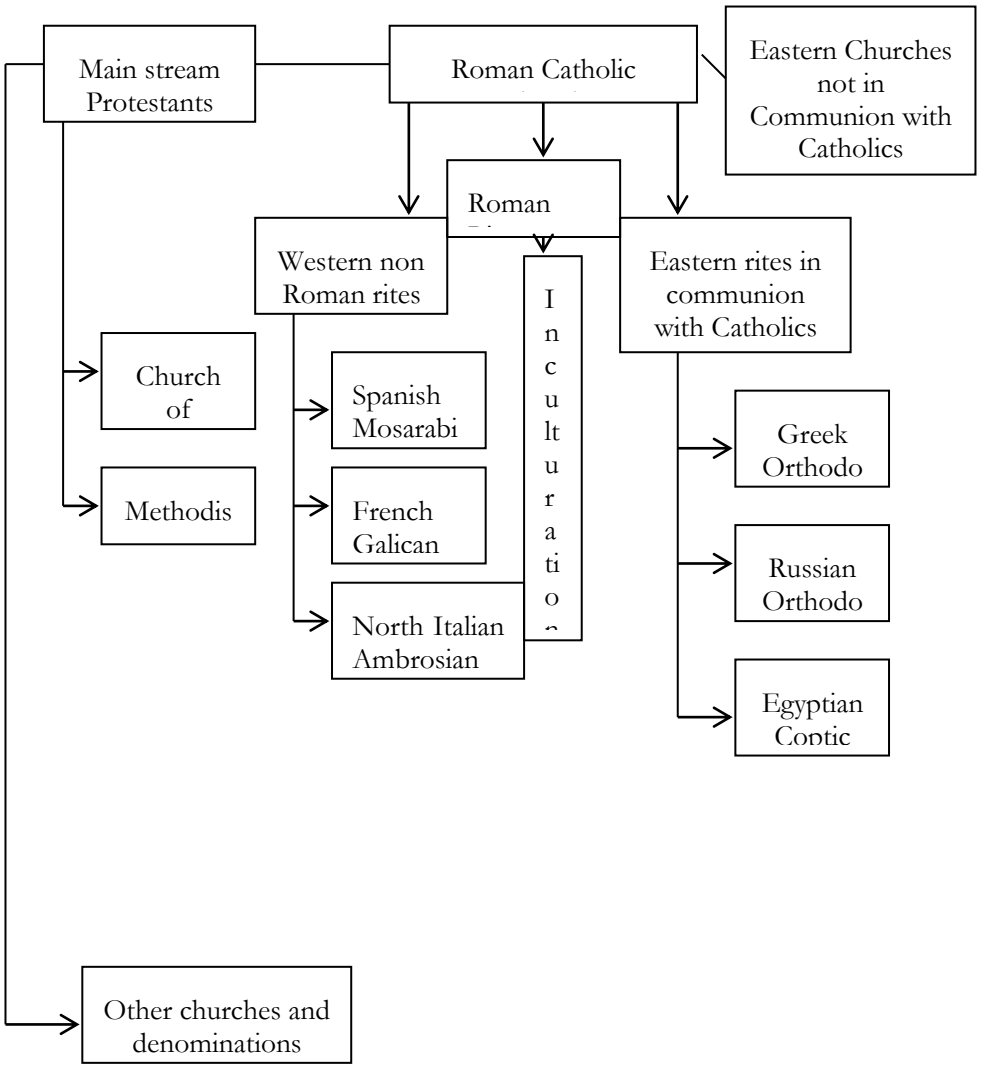 Main stream
Protestants
Roman Catholic
Eastern Churches
not in
Communion with
Catholics
Roman
Western non
Roman rites
Eastern rites in
communion
with Catholics
Inculturation
Church
of
Methodis
Spanish
Mosarabi
French
Galican
North Italian
Ambrosian
Greek
Orthodo
Russian
Orthodo
Egyptian
Coptic
Other churches and
denominations